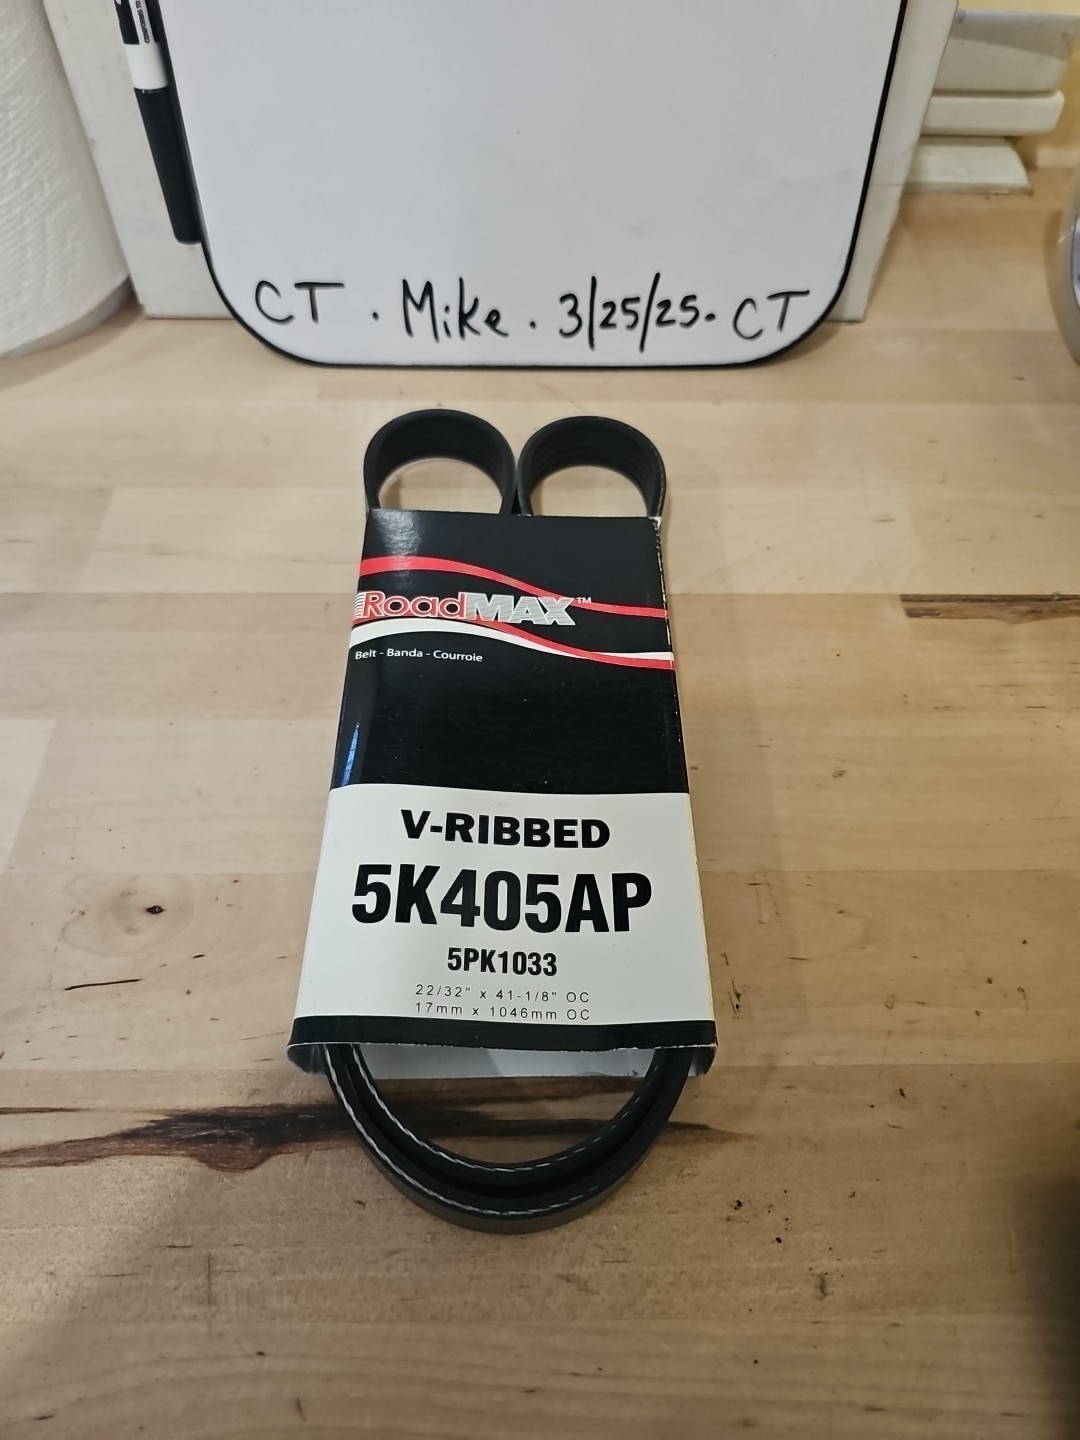 CT . Mike . 3/25/25. CT
RoadMAX™
Belt - Banda - Courroie
V-RIBBED
5K405AP
5PK1033
22/32" x 41-1/8" OC
17mm x 1046mm OC